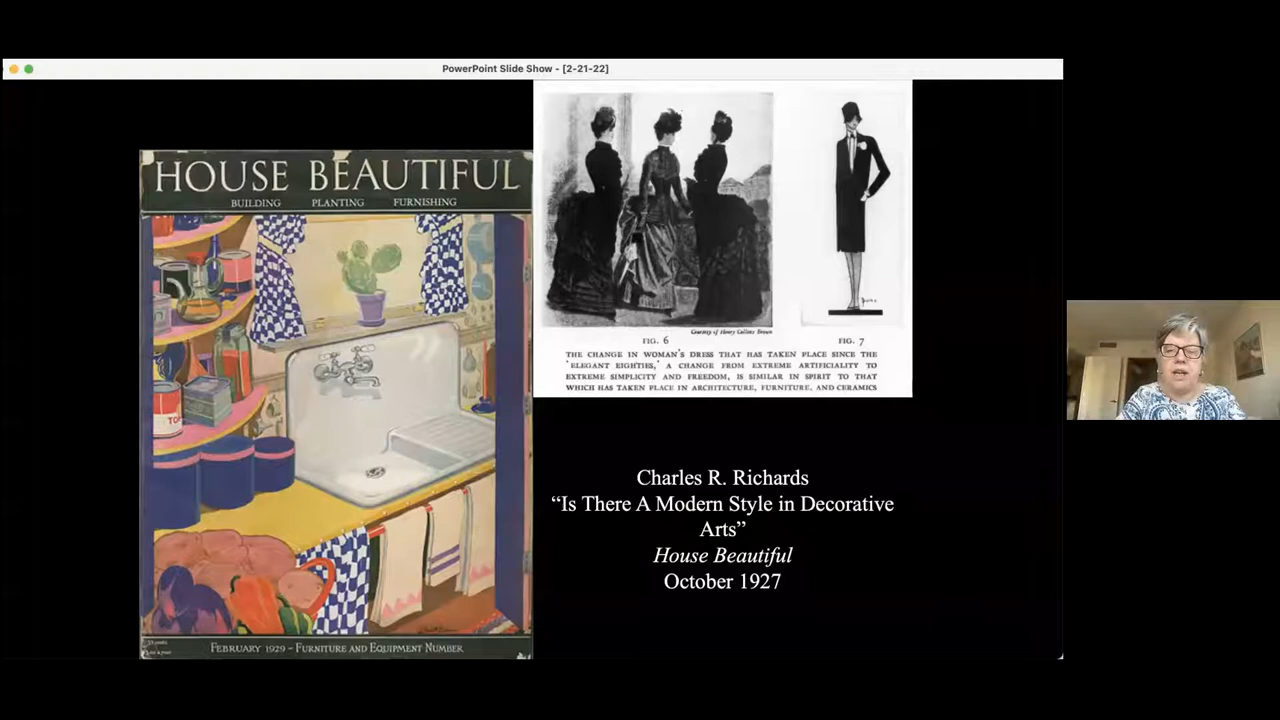 PowerPoint Slide Show - [2-21-22]
HOUSE BEAUTIFUL
BUILDING PLANTING FURNISHING
FEBRUARY 1929 – FURNITURE AND EQUIPMENT NUMBER
Courtesy of Henry Collins Brown
FIG. 6
FIG. 7
THE CHANGE IN WOMAN'S DRESS THAT HAS TAKEN PLACE SINCE THE
'ELEGANT EIGHTIES,' A CHANGE FROM EXTREME ARTIFICIALITY TO
EXTREME SIMPLICITY AND FREEDOM, IS SIMILAR IN SPIRIT TO THAT
WHICH HAS TAKEN PLACE IN ARCHITECTURE, FURNITURE, AND CERAMICS
Charles R. Richards
“Is There A Modern Style in Decorative
Arts”
House Beautiful
October 1927